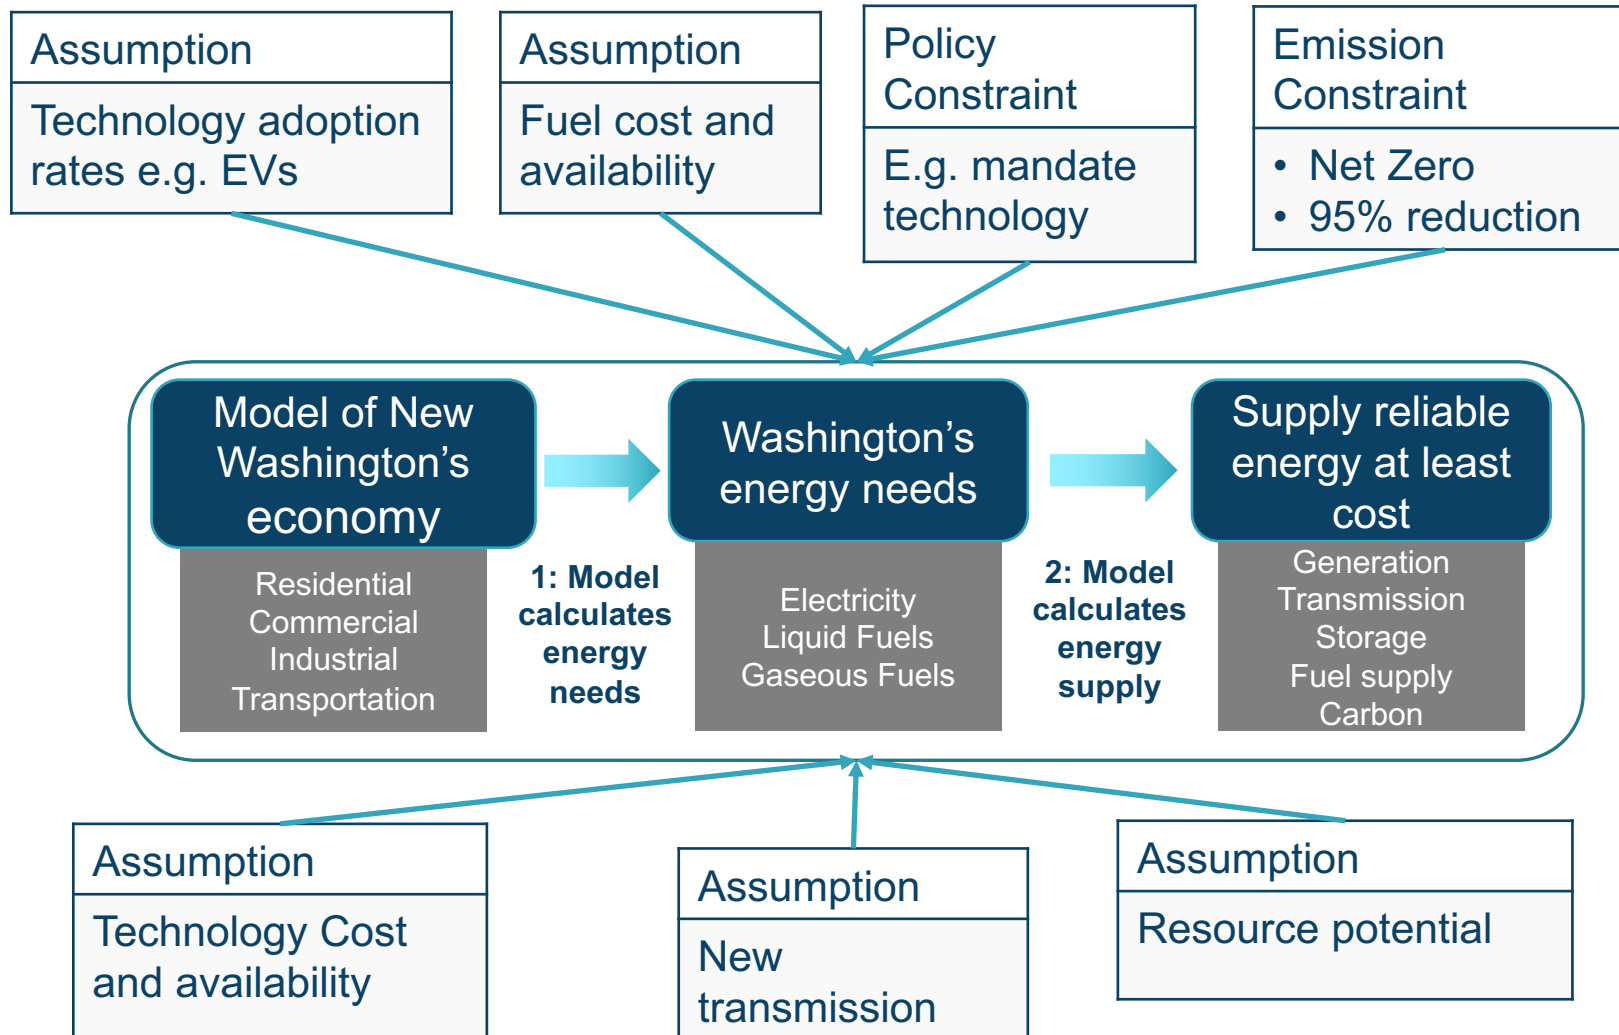 Assumption
Technology adoption
rates e.g. EVs
Assumption
Fuel cost and
availability
Policy
Constraint
E.g. mandate
technology
Emission
Constraint
• Net Zero
• 95% reduction
Model of New
Washington’s
economy
Residential
Commercial
Industrial
Transportation
1: Model
calculates
energy
needs
Washington’s
energy needs
Electricity
Liquid Fuels
Gaseous Fuels
2: Model
calculates
energy
supply
Supply reliable
energy at least
cost
Generation
Transmission
Storage
Fuel supply
Carbon
Assumption
Technology Cost
and availability
Assumption
New
transmission
Assumption
Resource potential